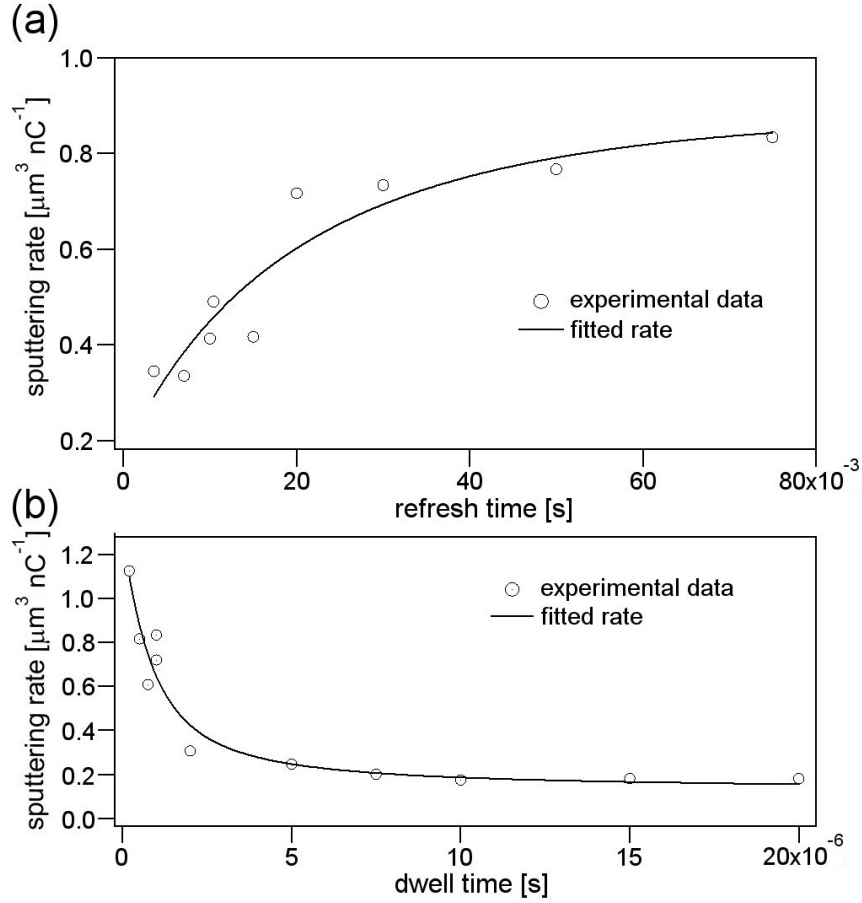 (a)
1.0
0.8
0.6
0.4
0.2
sputtering rate [μm³ nC⁻¹]
experimental data
fitted rate
0 20 40 60 80x10⁻³
refresh time [s]
(b)
1.2
1.0
0.8
0.6
0.4
0.2
0.0
sputtering rate [μm³ nC⁻¹]
experimental data
fitted rate
0 5 10 15 20x10⁻⁶
dwell time [s]